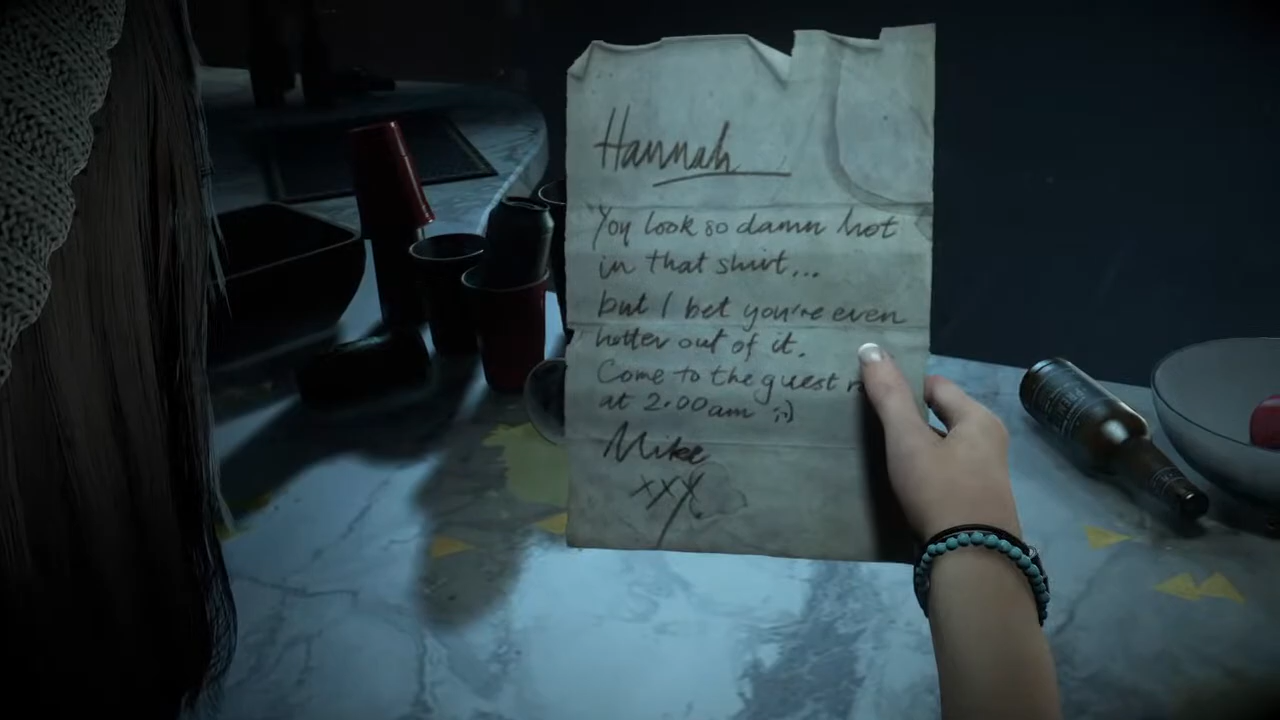 Hannah
You look so damn hot
in that shirt...
but I bet you're even
hotter out of it.
Come to the guest
at 2.00am ;)
Mike
xxx